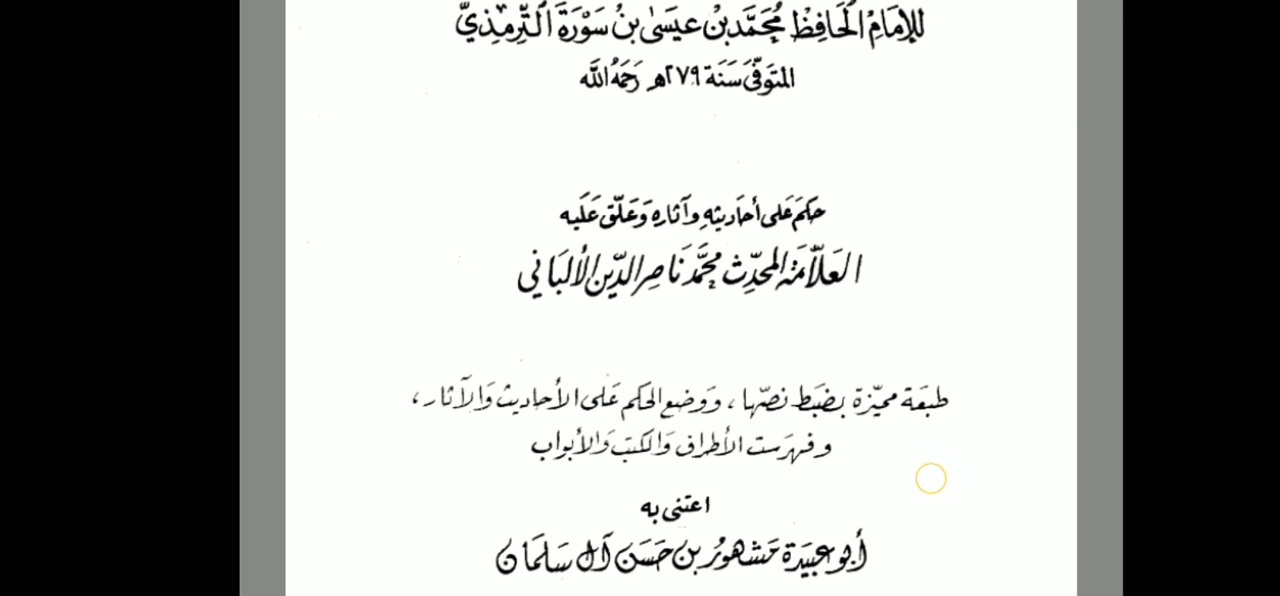 للإمام الحافظ محمد بن عيسى بن سورة الترمذي
المتوفى سنة ٢٧٩هـ رحمه الله
حكم على أحاديثه وآثاره وعلق عليه
العلامة المحدث محمد ناصر الدين الألباني
طبعة مميزة بضبط نصها، ووضع الحكم على الأحاديث والآثار،
وفهرست الأطراف والكتب والأبواب
اعتنى به
أبو عبيدة مشهور بن حسن آل سلمان